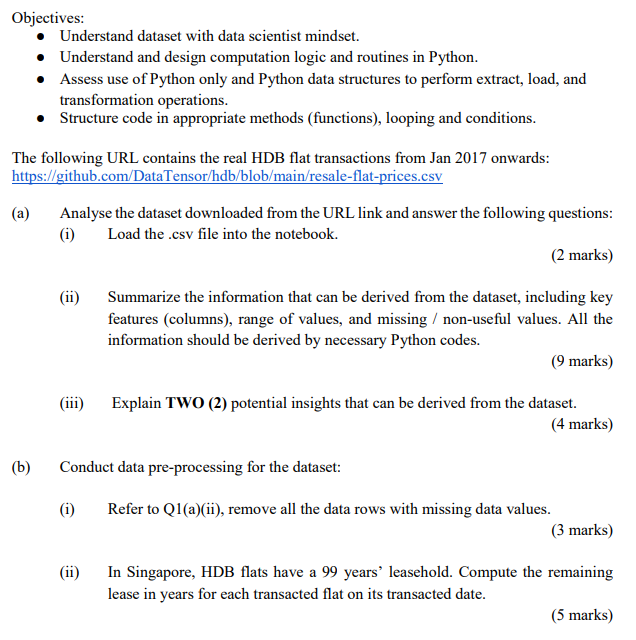 Objectives:
• Understand dataset with data scientist mindset.
• Understand and design computation logic and routines in Python.
• Assess use of Python only and Python data structures to perform extract, load, and
transformation operations.
• Structure code in appropriate methods (functions), looping and conditions.
The following URL contains the real HDB flat transactions from Jan 2017 onwards:
https://github.com/DataTensor/hdb/blob/main/resale-flat-prices.csv
(a) Analyse the dataset downloaded from the URL link and answer the following questions:
(i) Load the .csv file into the notebook.
(2 marks)
(ii) Summarize the information that can be derived from the dataset, including key
features (columns), range of values, and missing / non-useful values. All the
information should be derived by necessary Python codes.
(9 marks)
(iii) Explain TWO (2) potential insights that can be derived from the dataset.
(4 marks)
(b) Conduct data pre-processing for the dataset:
(i) Refer to Q1(a)(ii), remove all the data rows with missing data values.
(3 marks)
(ii) In Singapore, HDB flats have a 99 years’ leasehold. Compute the remaining
lease in years for each transacted flat on its transacted date.
(5 marks)